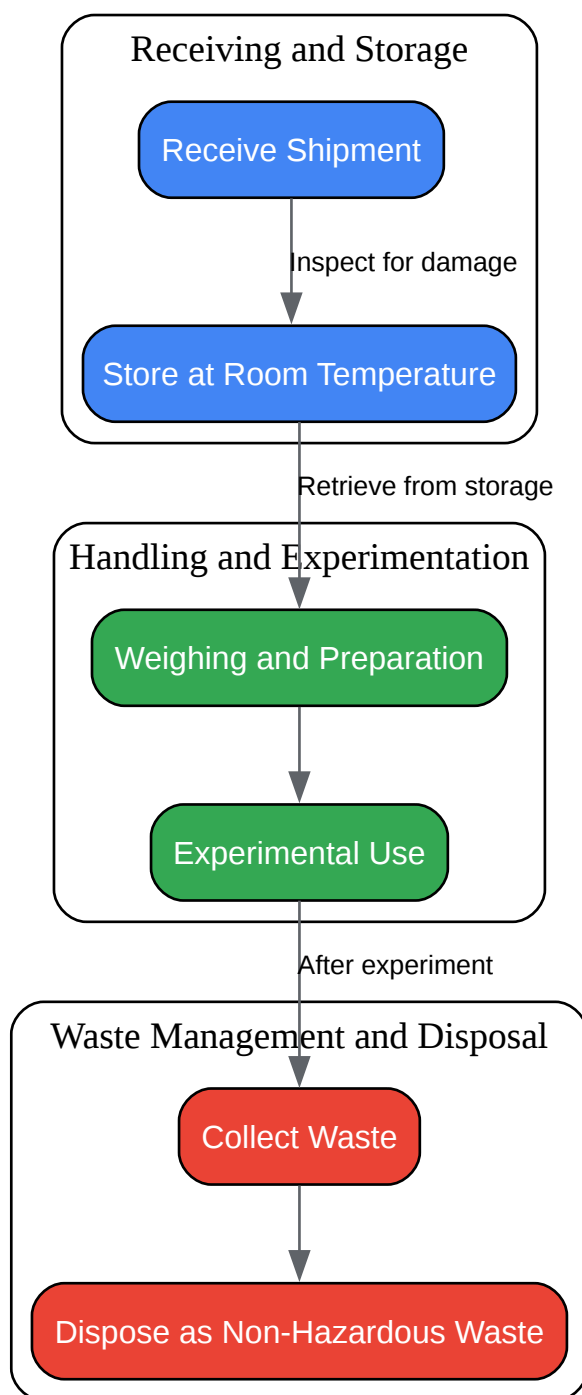 Receiving and Storage
Receive Shipment
Inspect for damage
Store at Room Temperature
Retrieve from storage
Handling and Experimentation
Weighing and Preparation
Experimental Use
After experiment
Waste Management and Disposal
Collect Waste
Dispose as Non-Hazardous Waste